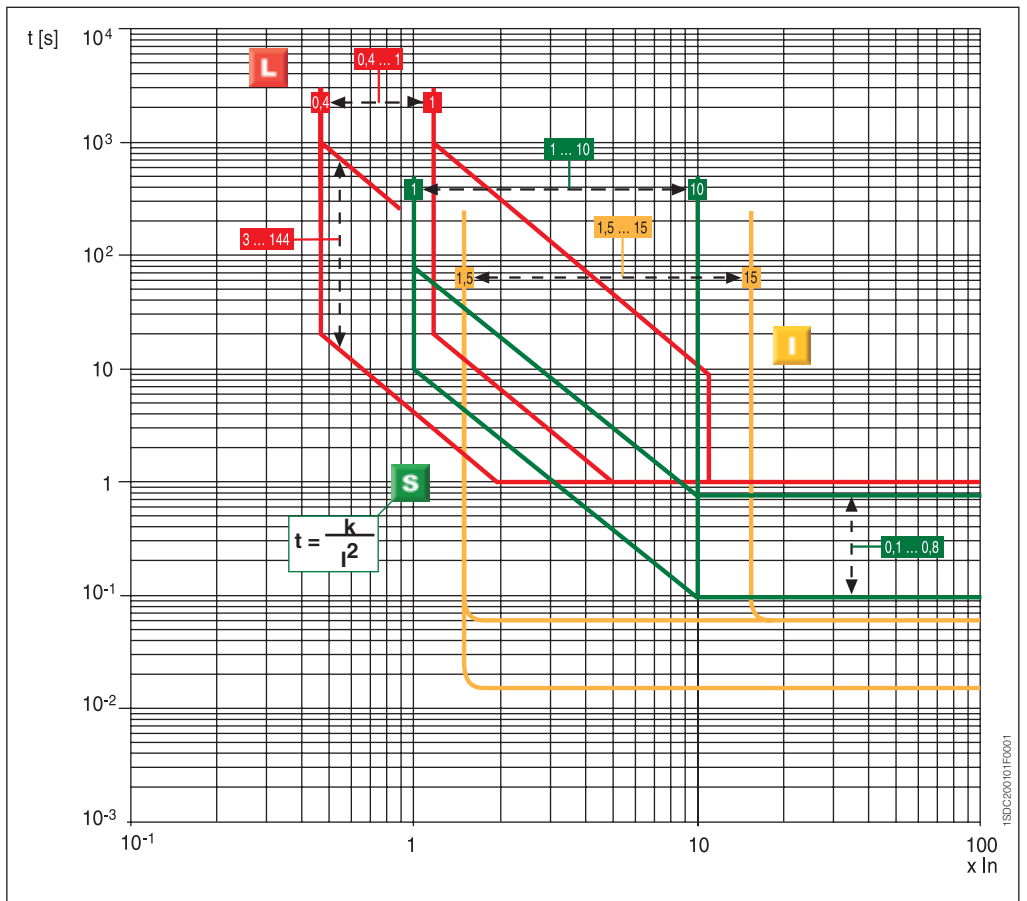 t [s]
10⁴
L
0,4 ... 1
0,4
1
10³
1 ... 10
1
10
3 ... 144
1,5 ... 15
10²
1,5
15
I
10
1
S
t = k / I²
0,1 ... 0,8
10⁻¹
10⁻²
10⁻³
10⁻¹
1
10
100
x In
1SDC200101F0001